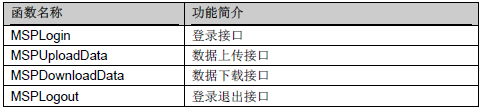 函数名称 功能简介
MSPLogin 登录接口
MSPUploadData 数据上传接口
MSPDownloadData 数据下载接口
MSPLogout 登录退出接口